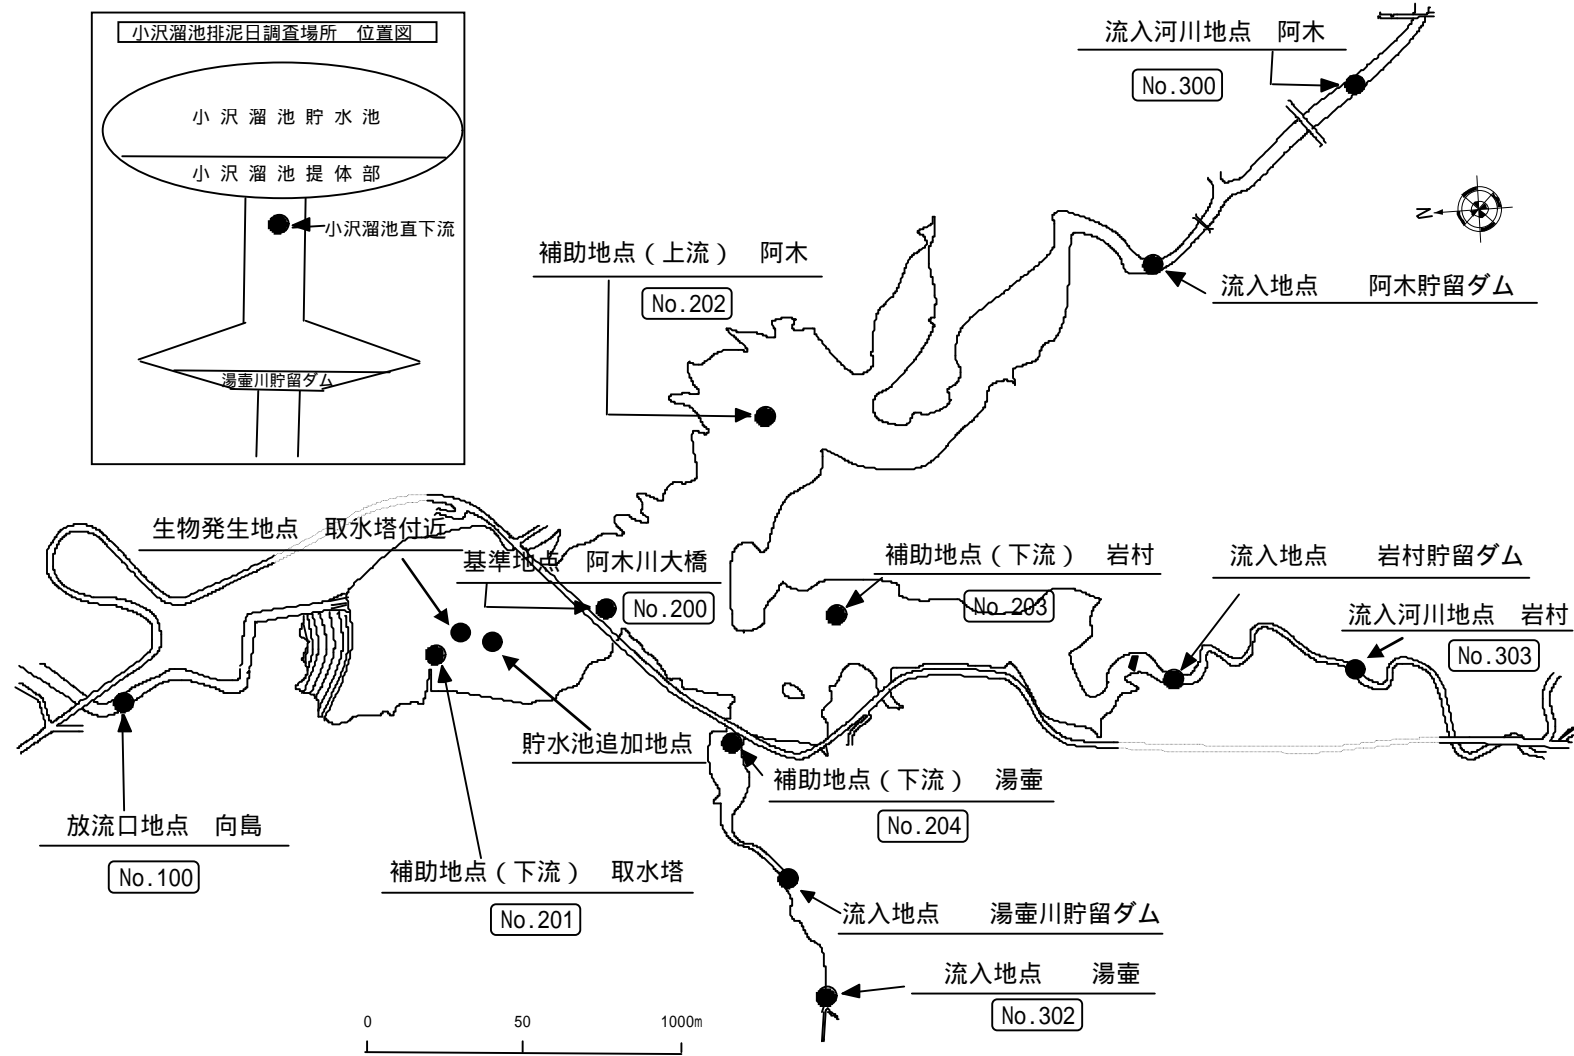 小沢溜池排泥日調査場所　位置図
小沢溜池貯水池
小沢溜池提体部
小沢溜池直下流
湯壷川貯留ダム
流入河川地点　阿木
No.300
N
補助地点（上流）　阿木
No.202
流入地点　　阿木貯留ダム
生物発生地点　取水塔付近
基準地点　阿木川大橋
No.200
補助地点（下流）　岩村
No.203
流入地点　　岩村貯留ダム
流入河川地点　岩村
No.303
貯水池追加地点
補助地点（下流）　湯壷
No.204
放流口地点　向島
No.100
補助地点（下流）　取水塔
No.201
流入地点　　湯壷川貯留ダム
流入地点　　湯壷
No.302
0　50　1000m